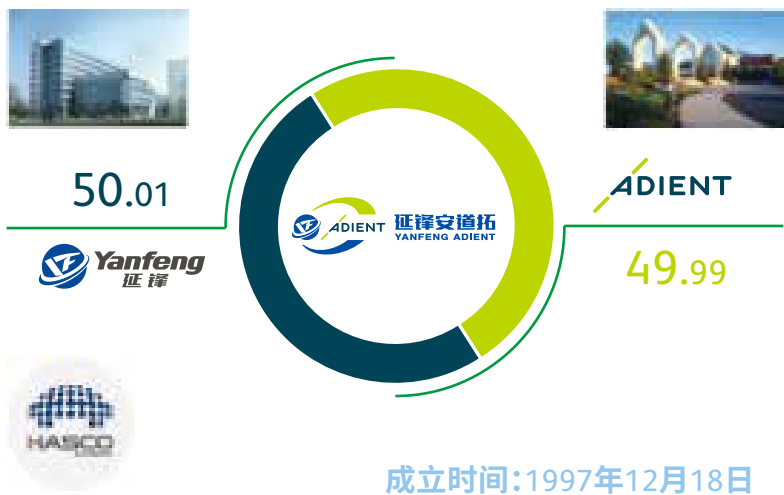 50.01
Yanfeng
延锋
HASCO
ADIENT 延锋安道拓
YANFENG ADIENT
ADIENT
49.99
成立时间：1997年12月18日